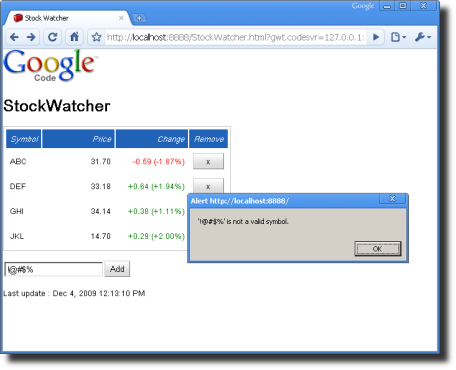 Google
Stock Watcher
http://localhost:8888/StockWatcher.html?gwt.codesvr=127.0.0.1:
Google
Code
StockWatcher
Symbol Price Change Remove
ABC 31.70 -0.59 (-1.87%) x
DEF 33.18 +0.64 (+1.94%) x
Alert http://localhost:8888/
GHI 34.14 +0.38 (+1.11%)
'!@#$%' is not a valid symbol.
JKL 14.70 +0.29 (+2.00%)
OK
!@#$% Add
Last update : Dec 4, 2009 12:13:10 PM